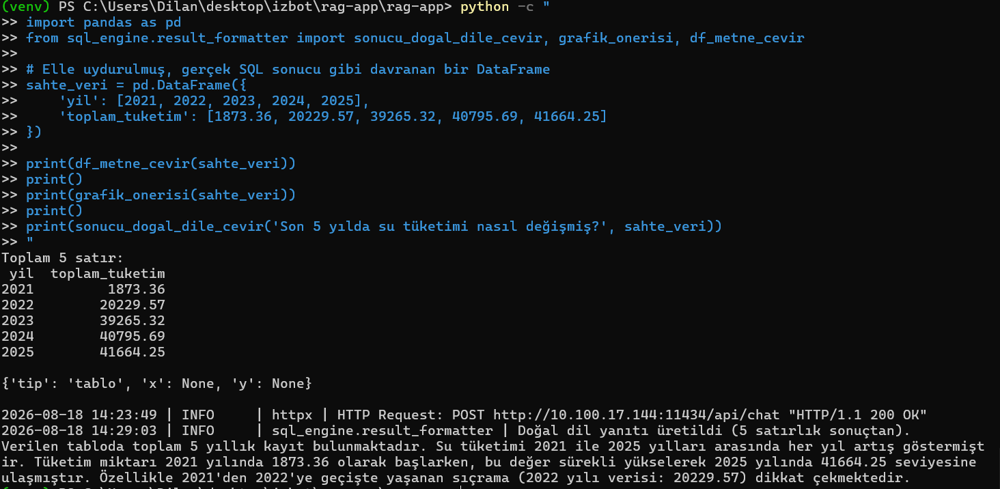 (venv) PS C:\Users\Dilan\desktop\izbot\rag-app\rag-app> python -c "
>> import pandas as pd
>> from sql_engine.result_formatter import sonucu_dogal_dile_cevir, grafik_onerisi, df_metne_cevir
>>
>> # Elle uydurulmuş, gerçek SQL sonucu gibi davranan bir DataFrame
>> sahte_veri = pd.DataFrame({
>>     'yil': [2021, 2022, 2023, 2024, 2025],
>>     'toplam_tuketim': [1873.36, 20229.57, 39265.32, 40795.69, 41664.25]
>> })
>>
>> print(df_metne_cevir(sahte_veri))
>> print()
>> print(grafik_onerisi(sahte_veri))
>> print()
>> print(sonucu_dogal_dile_cevir('Son 5 yılda su tüketimi nasıl değişmiş?', sahte_veri))
>> "
Toplam 5 satır:
 yil  toplam_tuketim
2021         1873.36
2022        20229.57
2023        39265.32
2024        40795.69
2025        41664.25

{'tip': 'tablo', 'x': None, 'y': None}

2026-08-18 14:23:49 | INFO     | httpx | HTTP Request: POST http://10.100.17.144:11434/api/chat "HTTP/1.1 200 OK"
2026-08-18 14:29:03 | INFO     | sql_engine.result_formatter | Doğal dil yanıtı üretildi (5 satırlık sonuçtan).
Verilen tabloda toplam 5 yıllık kayıt bulunmaktadır. Su tüketimi 2021 ile 2025 yılları arasında her yıl artış göstermişt
ir. Tüketim miktarı 2021 yılında 1873.36 olarak başlarken, bu değer sürekli yükselerek 2025 yılında 41664.25 seviyesine
ulaşmıştır. Özellikle 2021'den 2022'ye geçişte yaşanan sıçrama (2022 yılı verisi: 20229.57) dikkat çekmektedir.